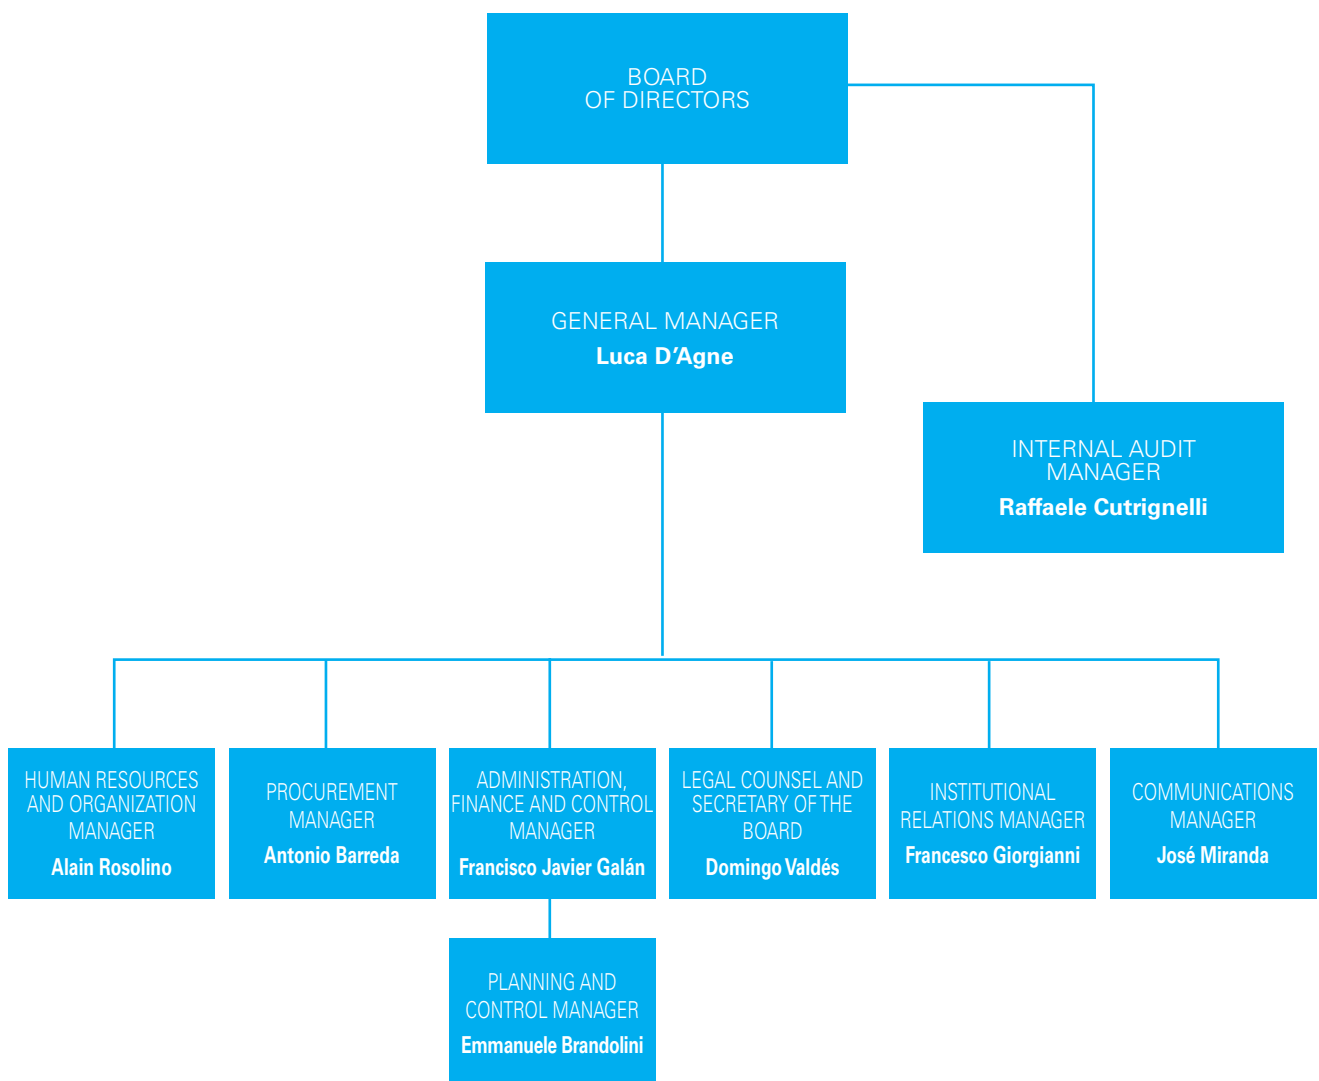 BOARD
OF DIRECTORS
GENERAL MANAGER
Luca D’Agne
INTERNAL AUDIT
MANAGER
Raffaele Cutrignelli
HUMAN RESOURCES
AND ORGANIZATION
MANAGER
Alain Rosolino
PROCUREMENT
MANAGER
Antonio Barreda
ADMINISTRATION,
FINANCE AND CONTROL
MANAGER
Francisco Javier Galán
LEGAL COUNSEL AND
SECRETARY OF THE
BOARD
Domingo Valdés
INSTITUTIONAL
RELATIONS MANAGER
Francesco Giorgianni
COMMUNICATIONS
MANAGER
José Miranda
PLANNING AND
CONTROL MANAGER
Emmanuele Brandolini